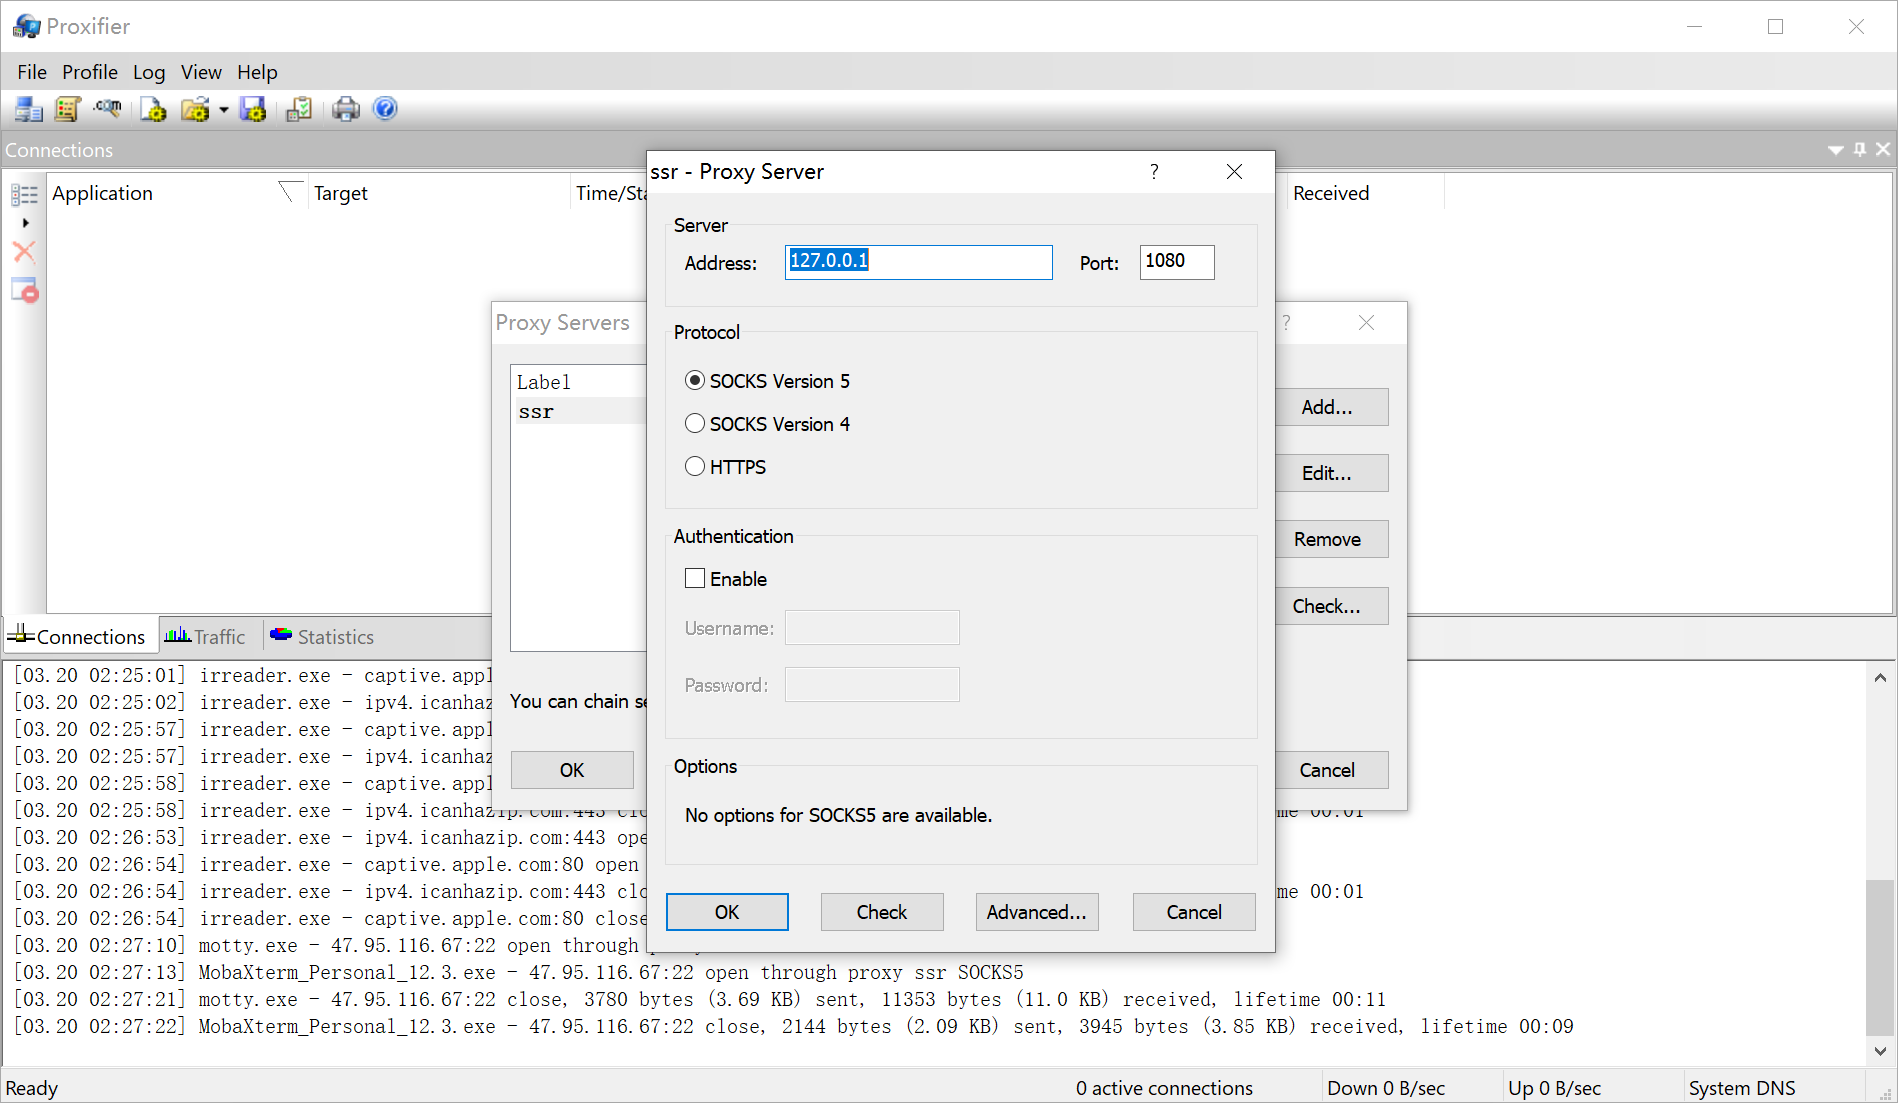 Proxifier
File Profile Log View Help
Connections
Application Target Time/Sta Received
ssr - Proxy Server ?
Server
Address: 127.0.0.1 Port: 1080
Protocol
SOCKS Version 5
SOCKS Version 4
HTTPS
Authentication
Enable
Username:
Password:
Options
No options for SOCKS5 are available.
OK Check Advanced... Cancel
Proxy Servers ?
Label
ssr
Add...
Edit...
Remove
Check...
You can chain se
OK Cancel
Connections Traffic Statistics
[03.20 02:25:01] irreader.exe - captive.appl
[03.20 02:25:02] irreader.exe - ipv4.icanhaz
[03.20 02:25:57] irreader.exe - captive.appl
[03.20 02:25:57] irreader.exe - ipv4.icanhaz
[03.20 02:25:58] irreader.exe - captive.appl
[03.20 02:25:58] irreader.exe - ipv4.icanhazip.com:443 clo me 00:01
[03.20 02:26:53] irreader.exe - ipv4.icanhazip.com:443 ope
[03.20 02:26:54] irreader.exe - captive.apple.com:80 open
[03.20 02:26:54] irreader.exe - ipv4.icanhazip.com:443 clo me 00:01
[03.20 02:26:54] irreader.exe - captive.apple.com:80 close
[03.20 02:27:10] motty.exe - 47.95.116.67:22 open through
[03.20 02:27:13] MobaXterm_Personal_12.3.exe - 47.95.116.67:22 open through proxy ssr SOCKS5
[03.20 02:27:21] motty.exe - 47.95.116.67:22 close, 3780 bytes (3.69 KB) sent, 11353 bytes (11.0 KB) received, lifetime 00:11
[03.20 02:27:22] MobaXterm_Personal_12.3.exe - 47.95.116.67:22 close, 2144 bytes (2.09 KB) sent, 3945 bytes (3.85 KB) received, lifetime 00:09
Ready 0 active connections Down 0 B/sec Up 0 B/sec System DNS